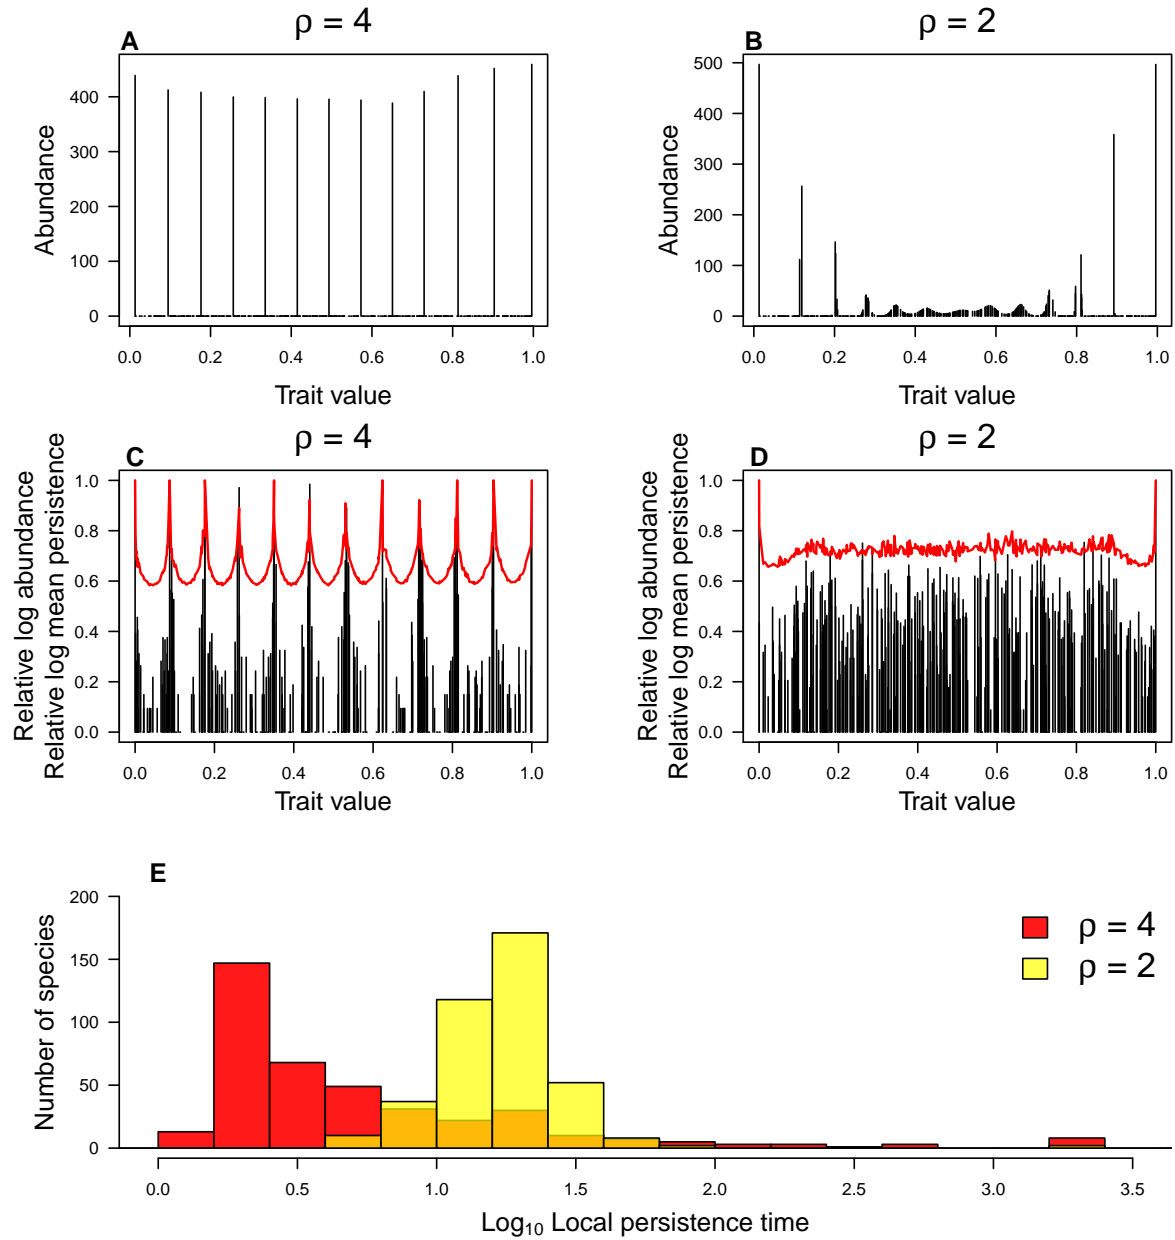 ρ = 4
ρ = 2
A
B
Abundance
400
300
200
100
0
0.0 0.2 0.4 0.6 0.8 1.0
Trait value
Abundance
500
400
300
200
100
0
0.0 0.2 0.4 0.6 0.8 1.0
Trait value
ρ = 4
ρ = 2
C
D
Relative log abundance
Relative log mean persistence
1.0
0.8
0.6
0.4
0.2
0.0
0.0 0.2 0.4 0.6 0.8 1.0
Trait value
Relative log abundance
Relative log mean persistence
1.0
0.8
0.6
0.4
0.2
0.0
0.0 0.2 0.4 0.6 0.8 1.0
Trait value
E
Number of species
200
150
100
50
0
ρ = 4
ρ = 2
0.0 0.5 1.0 1.5 2.0 2.5 3.0 3.5
Log₁₀ Local persistence time